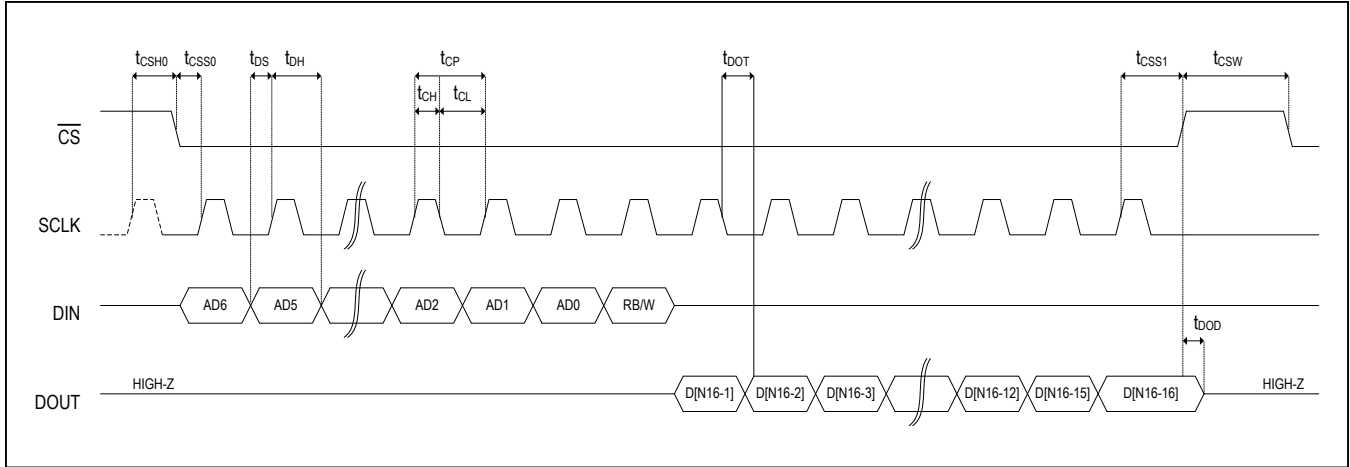 tCSH0 tCSS0 tDS tDH tCP tDOT tCSS1 tCSW
tCH tCL
CS
SCLK
DIN AD6 AD5 AD2 AD1 AD0 RB/W
tDOD
DOUT HIGH-Z D[N16-1] D[N16-2] D[N16-3] D[N16-12] D[N16-15] D[N16-16] HIGH-Z